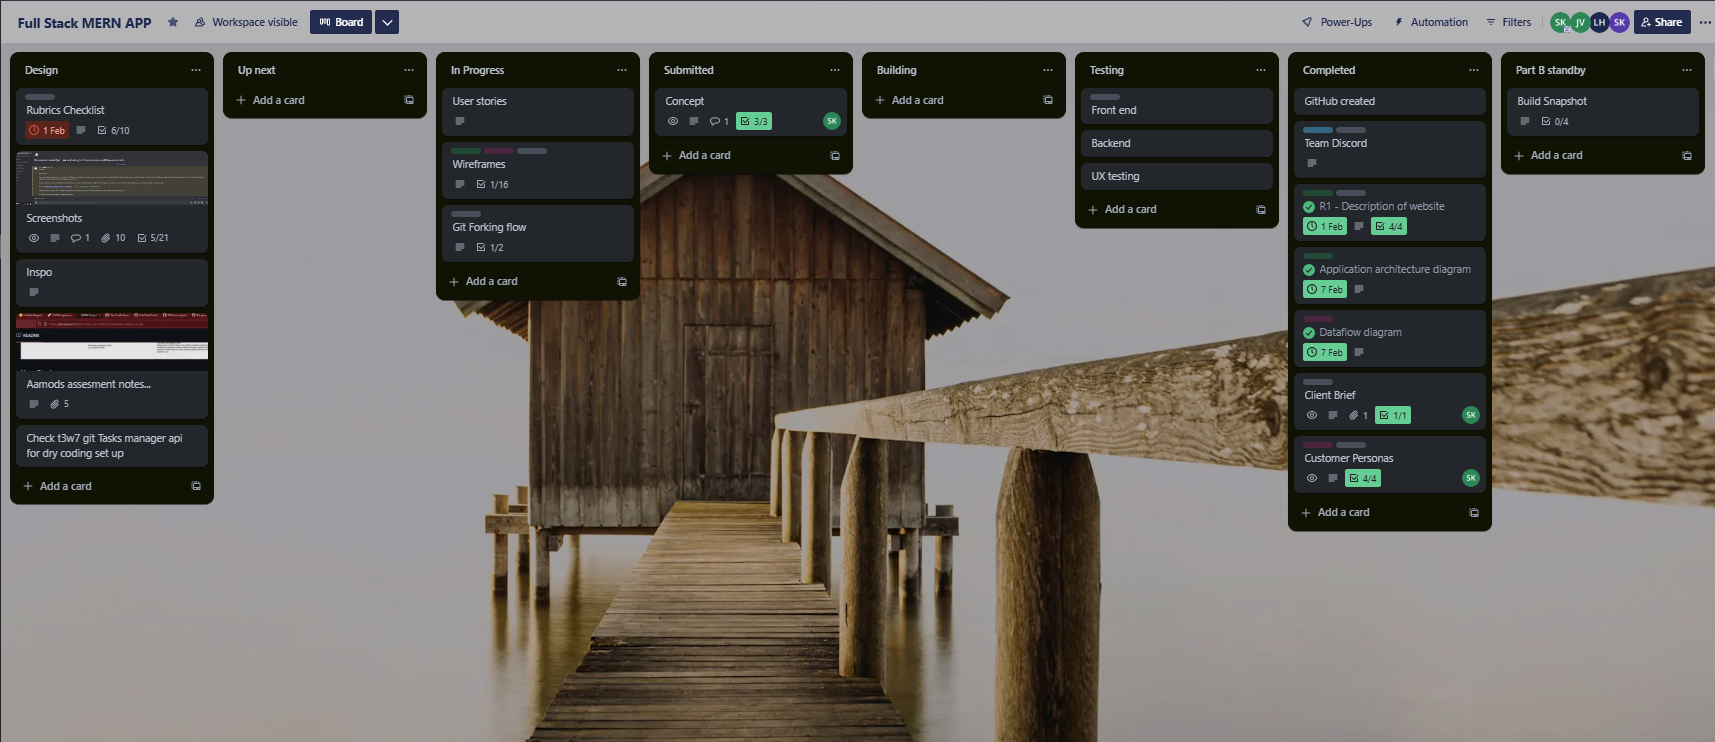 Full Stack MERN APP
Workspace visible
Board
Power-Ups
Automation
Filters
SK
JV
LH
SK
Share
Design
Rubrics Checklist
1 Feb
6/10
Screenshots
1
10
5/21
Inspo
README
Aamods assesment notes...
5
Check t3w7 git Tasks manager api
for dry coding set up
Add a card
Up next
Add a card
In Progress
User stories
Wireframes
1/16
Git Forking flow
1/2
Add a card
Submitted
Concept
1
3/3
SK
Add a card
Building
Add a card
Testing
Front end
Backend
UX testing
Add a card
Completed
GitHub created
Team Discord
R1 - Description of website
1 Feb
4/4
Application architecture diagram
7 Feb
Dataflow diagram
7 Feb
Client Brief
1
1/1
SK
Customer Personas
4/4
SK
Add a card
Part B standby
Build Snapshot
0/4
Add a card